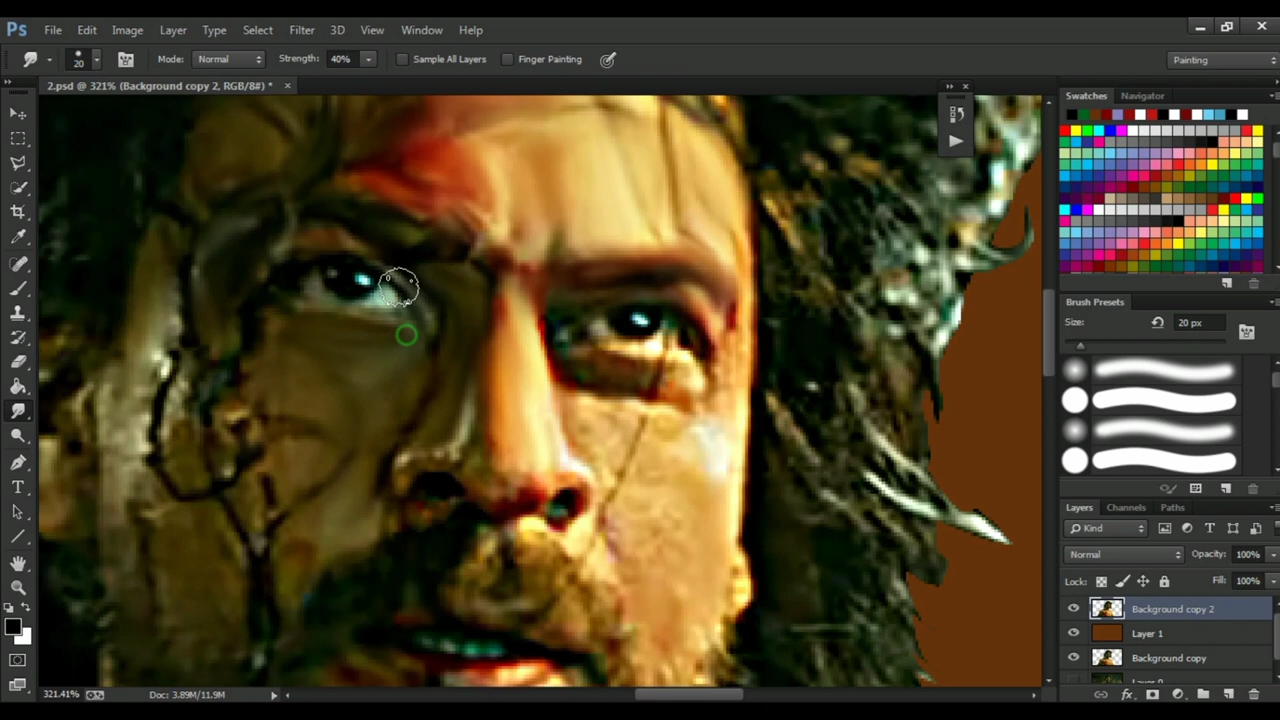 Ps File Edit Image Layer Type Select Filter 3D View Window Help
20 Mode: Normal Strength: 40% Sample All Layers Finger Painting Painting
2.psd @ 321% (Background copy 2, RGB/8#) * ×
Swatches Navigator
Brush Presets
Size: 20 px
Layers Channels Paths
Kind
Normal Opacity: 100%
Lock: Fill: 100%
Background copy 2
Layer 1
Background copy
Layer 0
321.41% Doc: 3.89M/11.9M